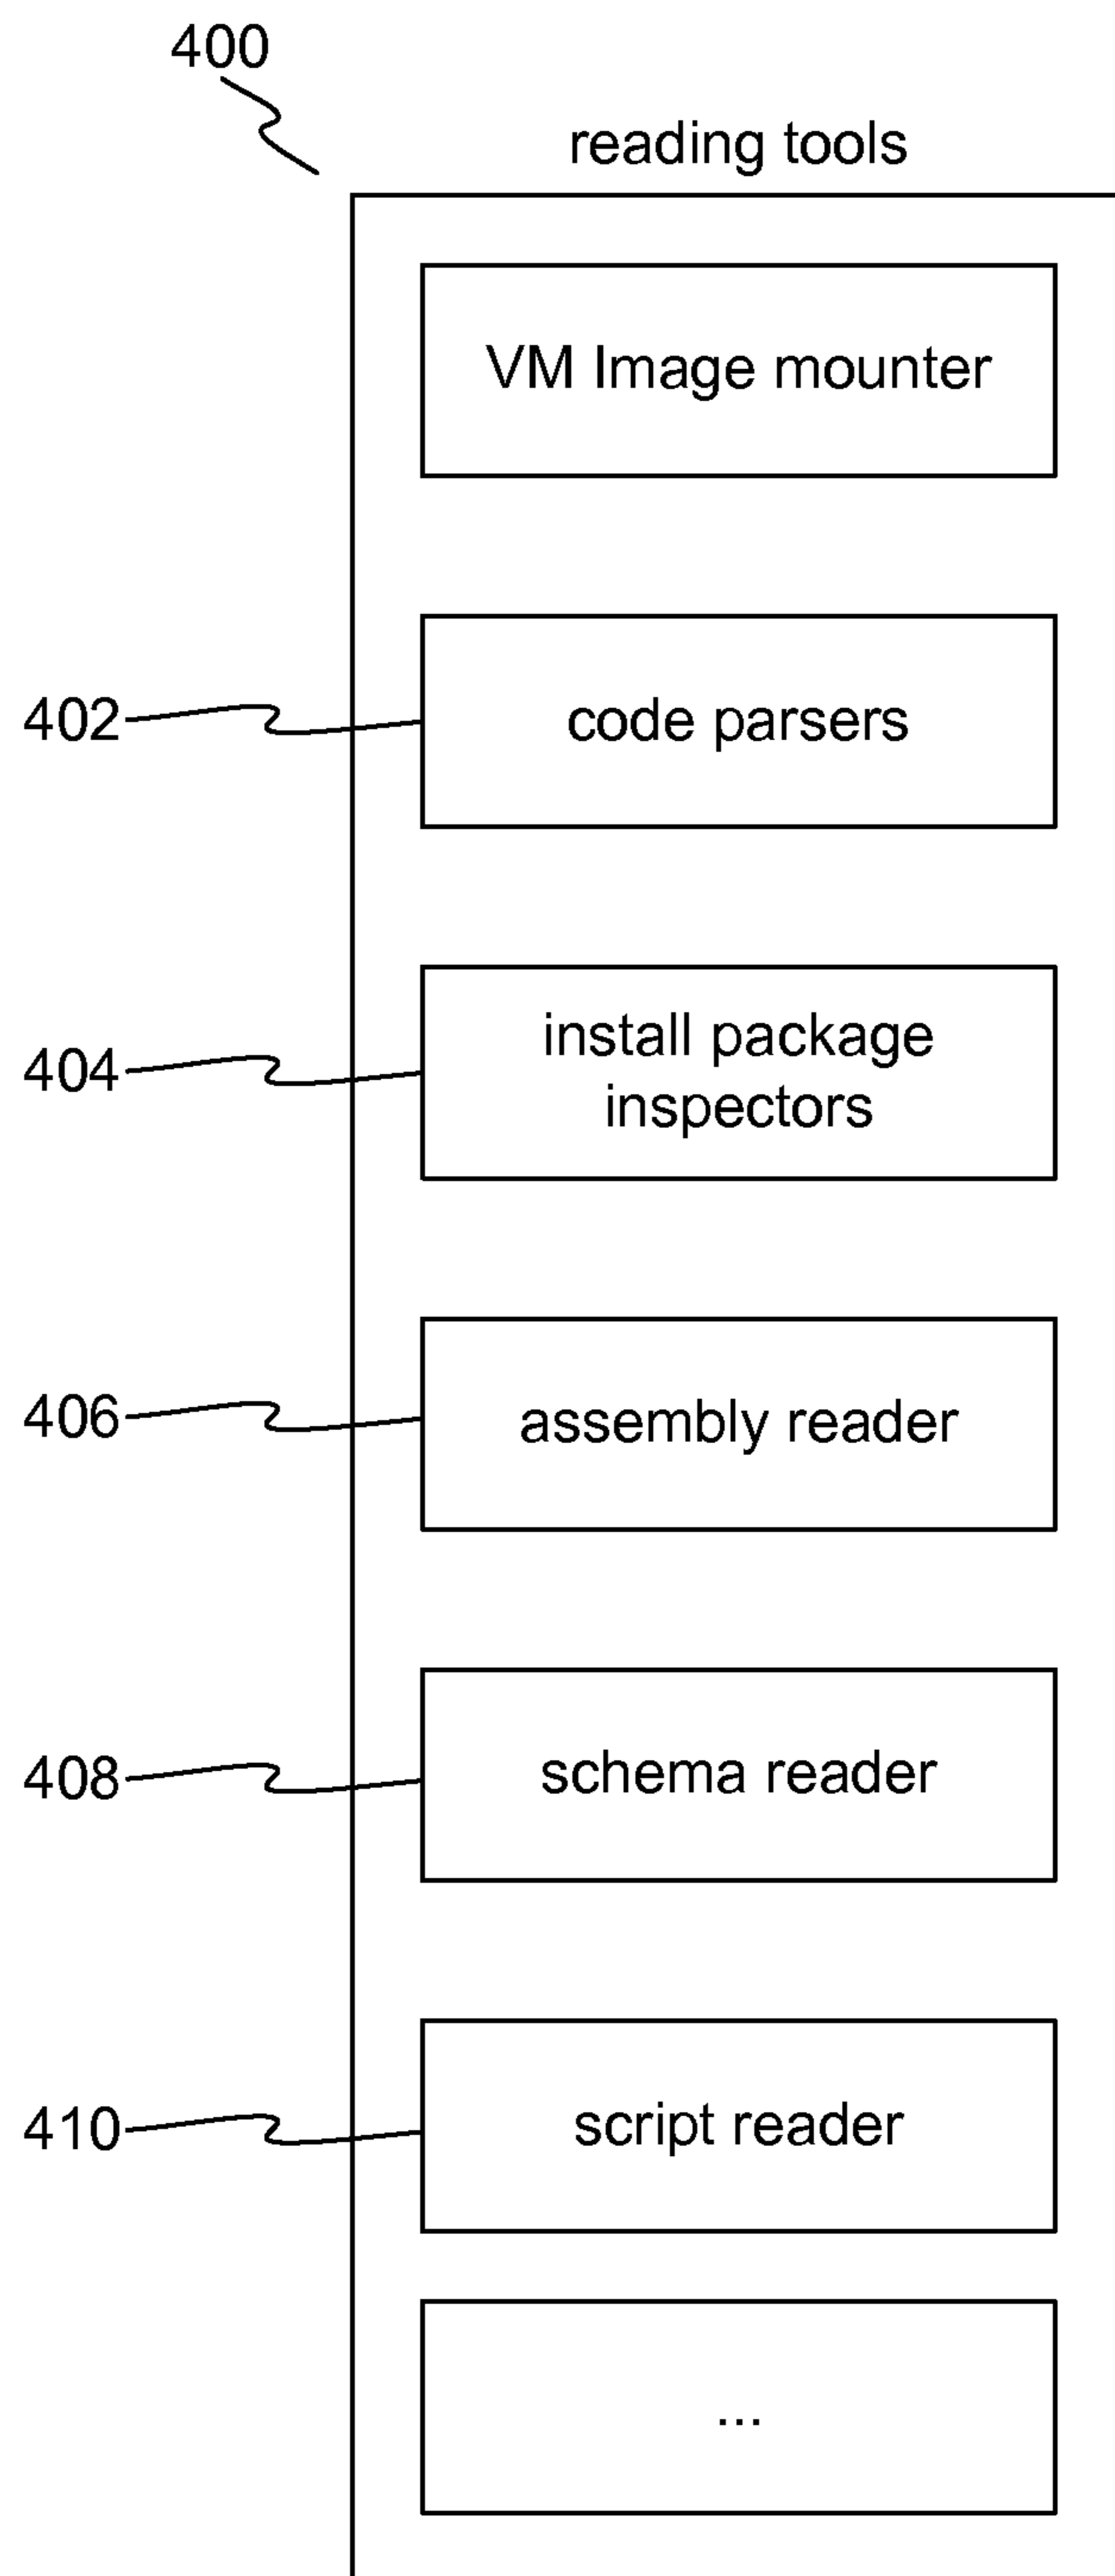 400
reading tools
VM Image mounter
402
code parsers
404
install package
inspectors
406
assembly reader
408
schema reader
410
script reader
...